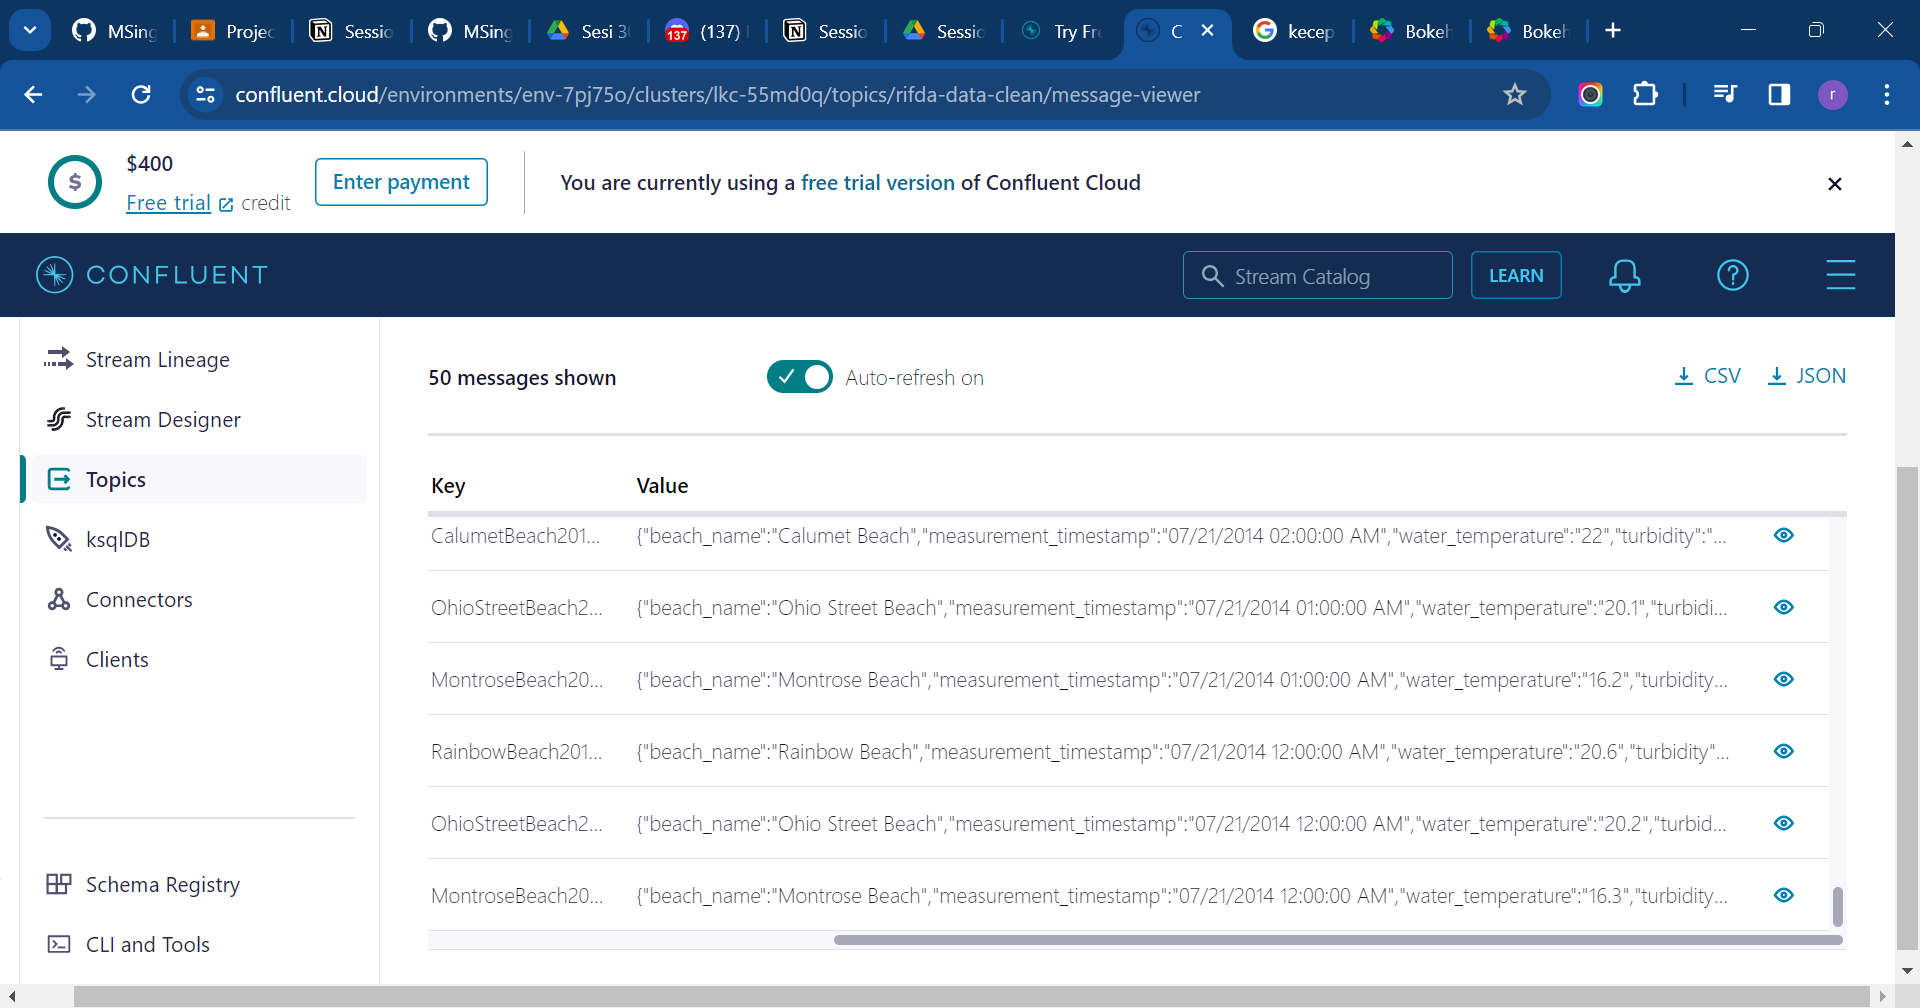 MSing
Projec
Sessio
MSing
Sesi 3
137 (137)
Sessio
Sessio
Try Fre
C
kecep
Bokeh
Bokeh
confluent.cloud/environments/env-7pj75o/clusters/lkc-55md0q/topics/rifda-data-clean/message-viewer
r
$
$400
Free trial credit
Enter payment
You are currently using a free trial version of Confluent Cloud
CONFLUENT
Stream Catalog
LEARN
Stream Lineage
Stream Designer
Topics
ksqlDB
Connectors
Clients
Schema Registry
CLI and Tools
50 messages shown
Auto-refresh on
CSV
JSON
Key Value
CalumetBeach201... {"beach_name":"Calumet Beach","measurement_timestamp":"07/21/2014 02:00:00 AM","water_temperature":"22","turbidity":"...
OhioStreetBeach2... {"beach_name":"Ohio Street Beach","measurement_timestamp":"07/21/2014 01:00:00 AM","water_temperature":"20.1","turbidi...
MontroseBeach20... {"beach_name":"Montrose Beach","measurement_timestamp":"07/21/2014 01:00:00 AM","water_temperature":"16.2","turbidity...
RainbowBeach201... {"beach_name":"Rainbow Beach","measurement_timestamp":"07/21/2014 12:00:00 AM","water_temperature":"20.6","turbidity"...
OhioStreetBeach2... {"beach_name":"Ohio Street Beach","measurement_timestamp":"07/21/2014 12:00:00 AM","water_temperature":"20.2","turbid...
MontroseBeach20... {"beach_name":"Montrose Beach","measurement_timestamp":"07/21/2014 12:00:00 AM","water_temperature":"16.3","turbidity...